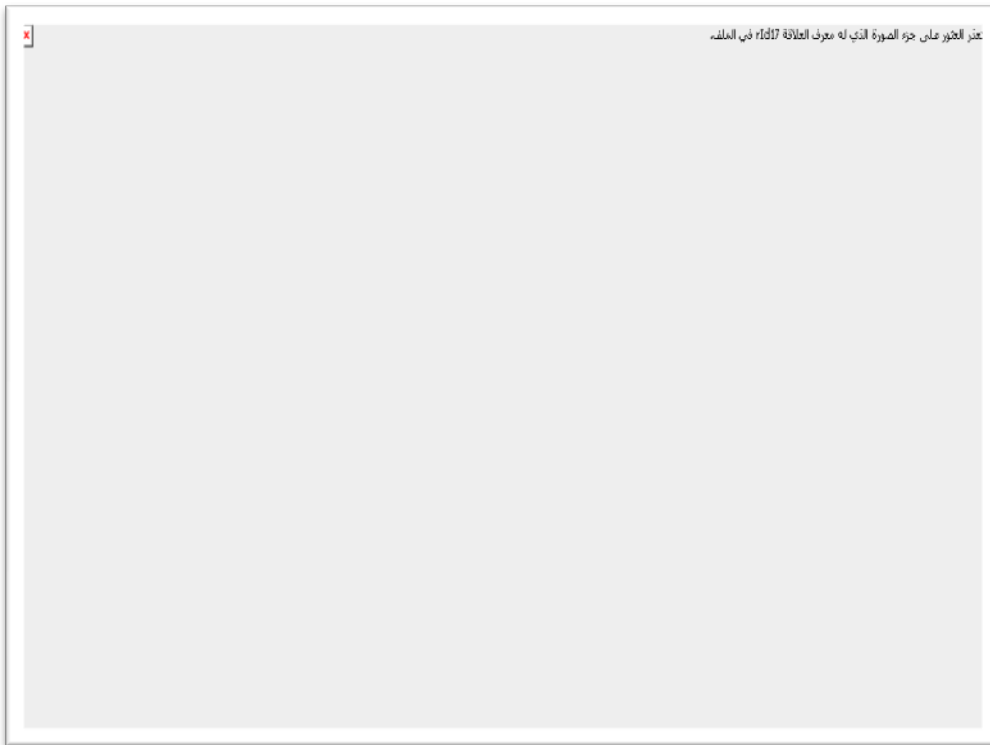 تعذر العثور على جزء الصورة الذي له معرف العلاقة rId17 في الملف.